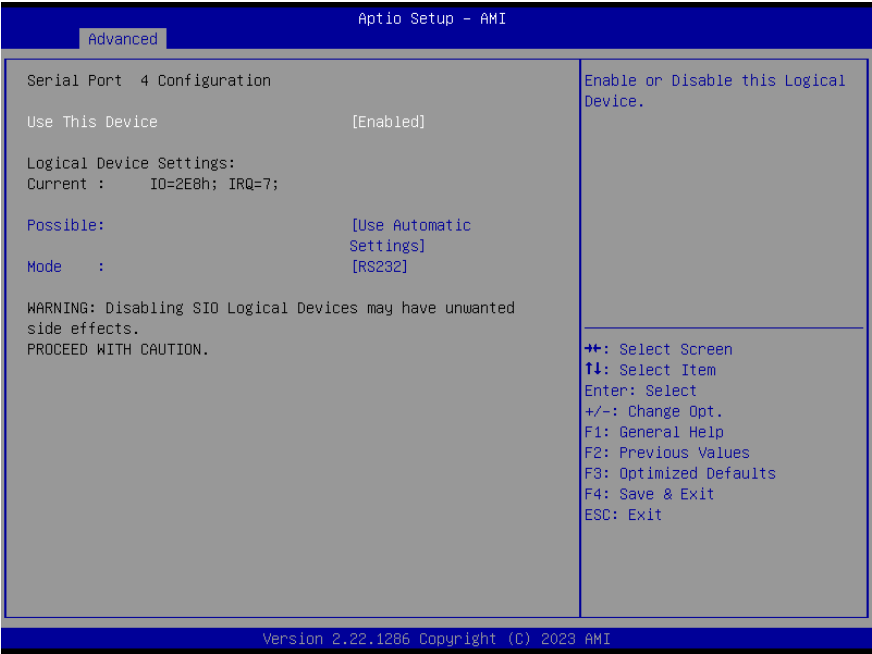 Aptio Setup – AMI
Advanced
Serial Port  4 Configuration
Use This Device [Enabled]
Logical Device Settings:
Current :  IO=2E8h; IRQ=7;
Possible: [Use Automatic
Settings]
Mode : [RS232]
WARNING: Disabling SIO Logical Devices may have unwanted
side effects.
PROCEED WITH CAUTION.
Enable or Disable this Logical
Device.
→←: Select Screen
↑↓: Select Item
Enter: Select
+/-: Change Opt.
F1: General Help
F2: Previous Values
F3: Optimized Defaults
F4: Save & Exit
ESC: Exit
Version 2.22.1286 Copyright (C) 2023 AMI